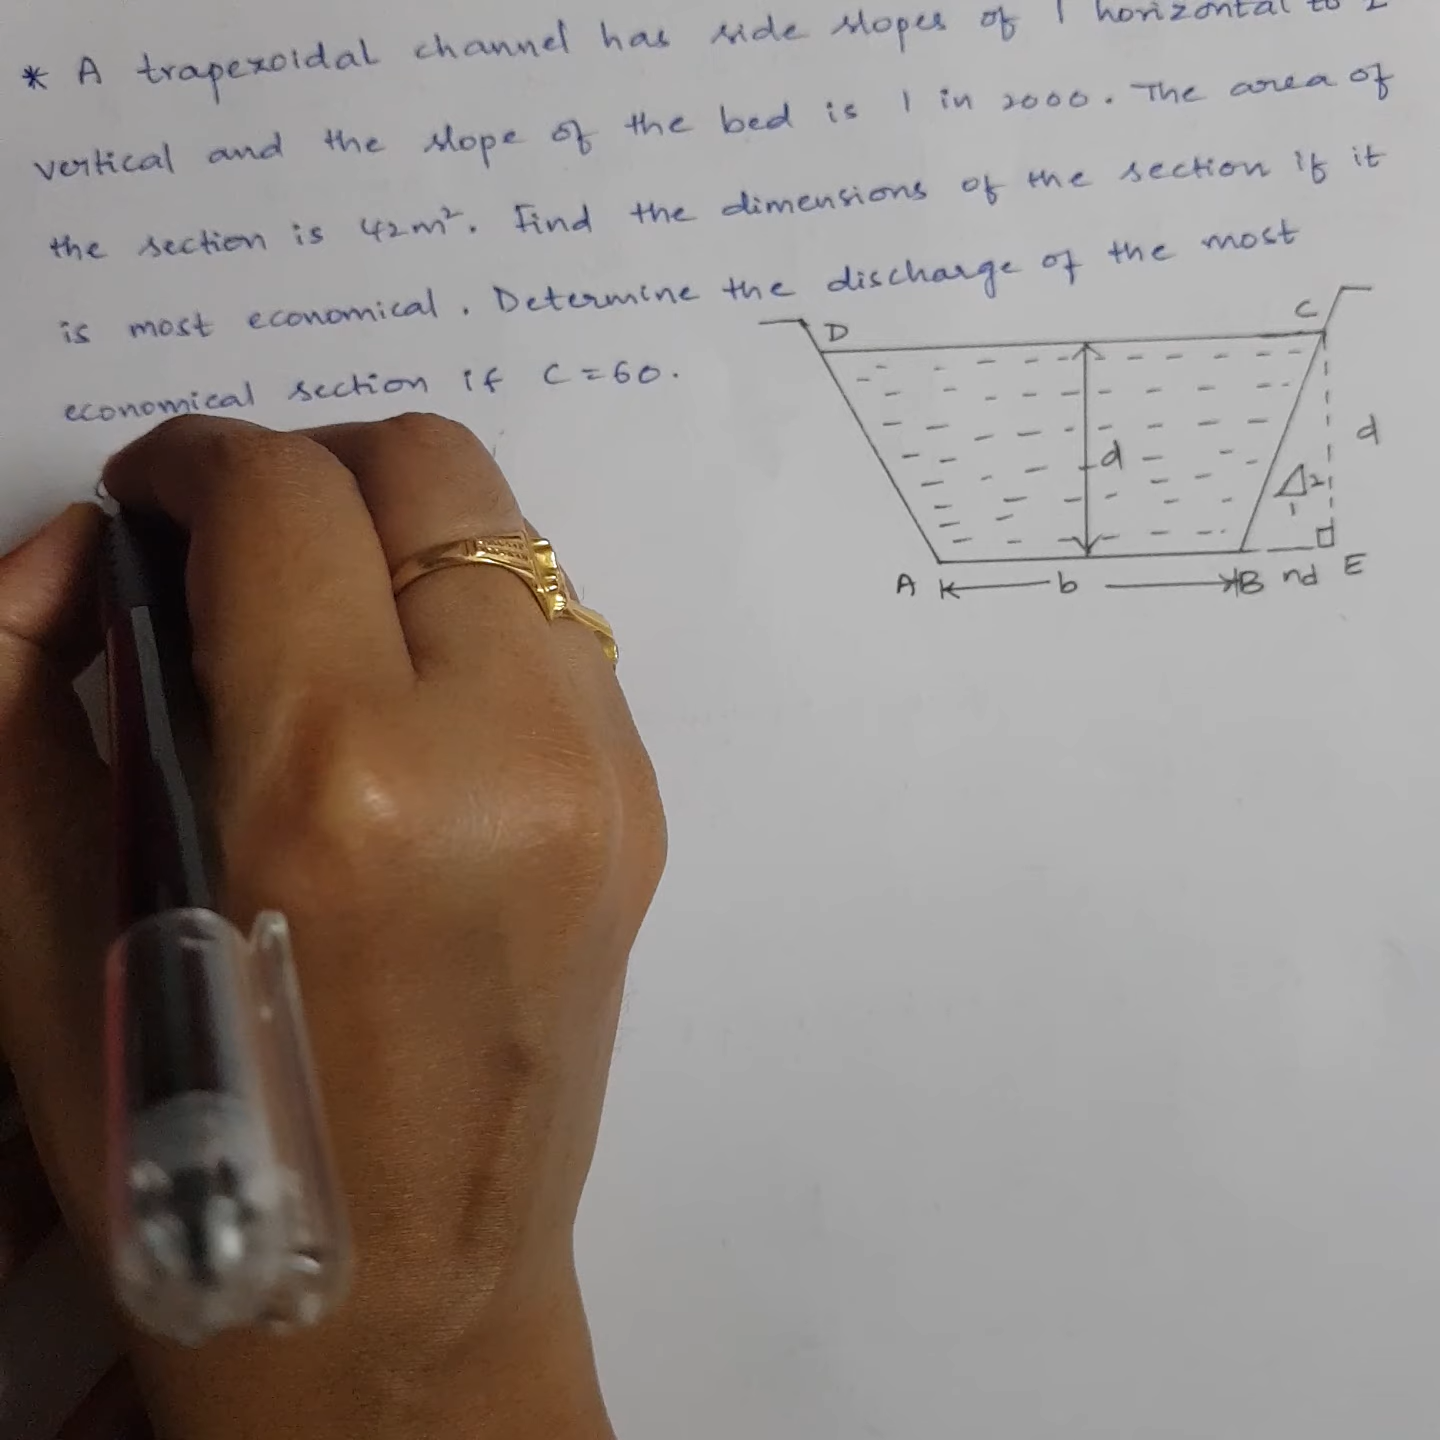 * A trapezoidal channel has side slopes of 1 horizontal to 2
vertical and the slope of the bed is 1 in 2000. The area of
the section is 42m². Find the dimensions of the section if it
is most economical. Determine the discharge of the most
economical section if C=60.
D C
d d
2
1
A b B nd E